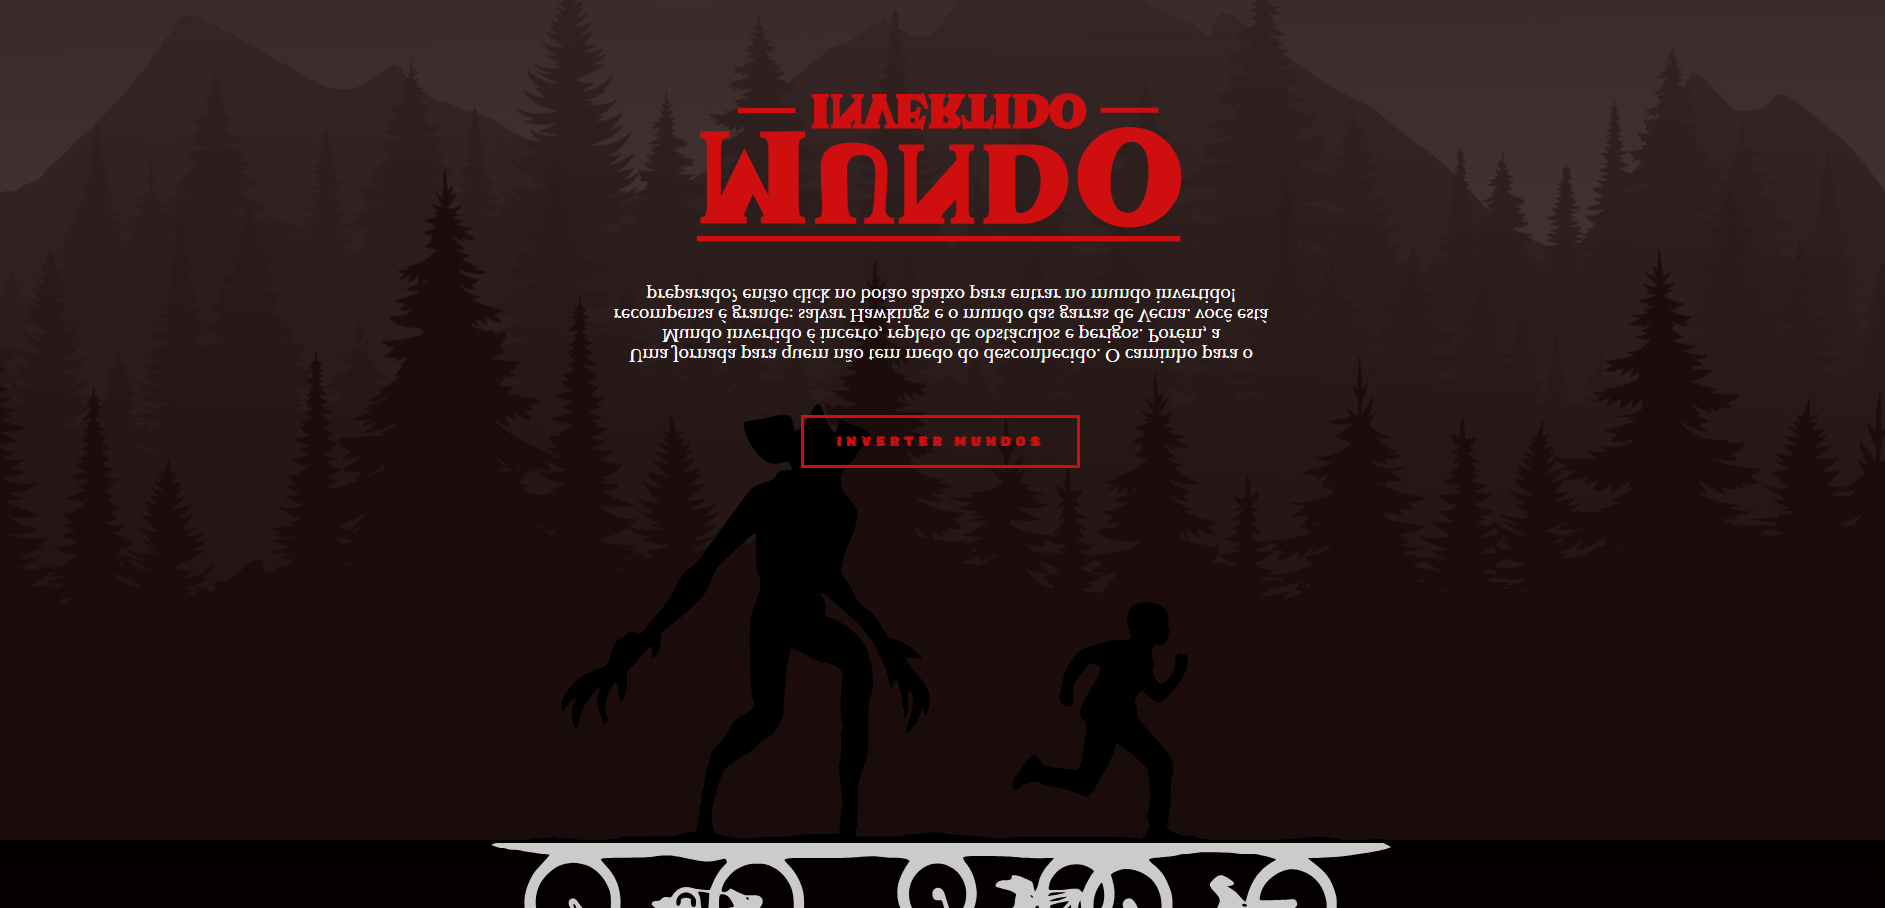 MUNDO
INVERTIDO
Uma Jornada para quem não tem medo do desconhecido. O caminho para o
Mundo invertido é incerto, repleto de obstáculos e perigos. Porém, a
recompensa é grande: salvar Hawkings e o mundo das garras de Vecna. você está
preparado? então click no botão abaixo para entrar no mundo invertido!
INVERTER MUNDOS